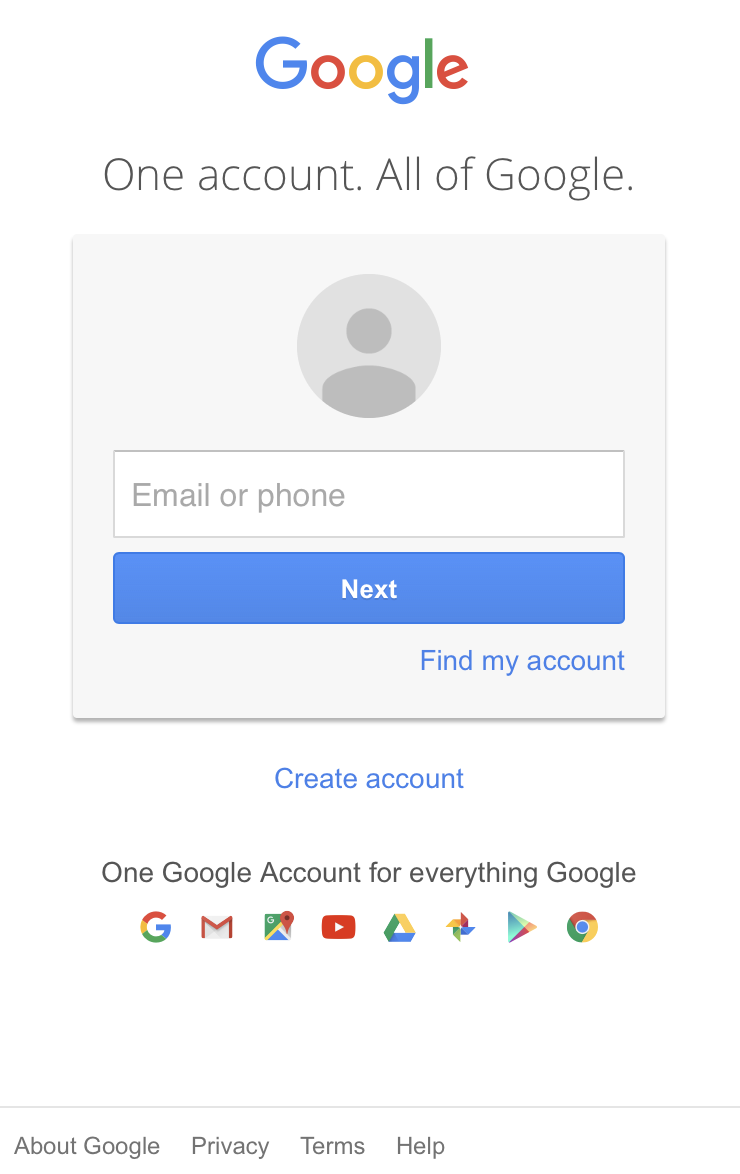 Google
One account. All of Google.
Email or phone
Next
Find my account
Create account
One Google Account for everything Google
About Google Privacy Terms Help